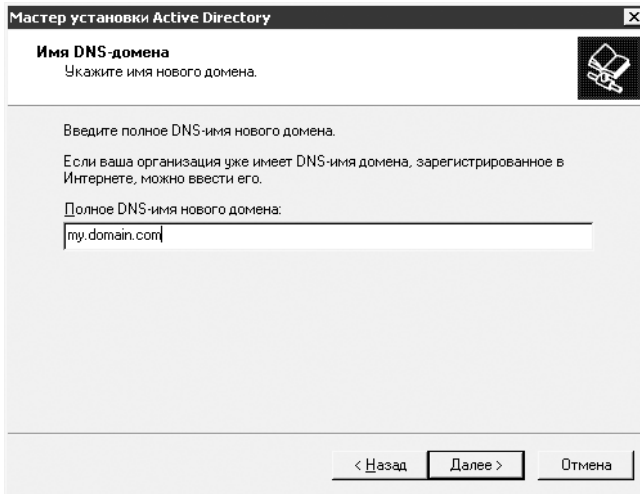 Мастер установки Active Directory
Имя DNS-домена
Укажите имя нового домена.
Введите полное DNS-имя нового домена.
Если ваша организация уже имеет DNS-имя домена, зарегистрированное в
Интернете, можно ввести его.
Полное DNS-имя нового домена:
my.domain.com
< Назад Далее > Отмена